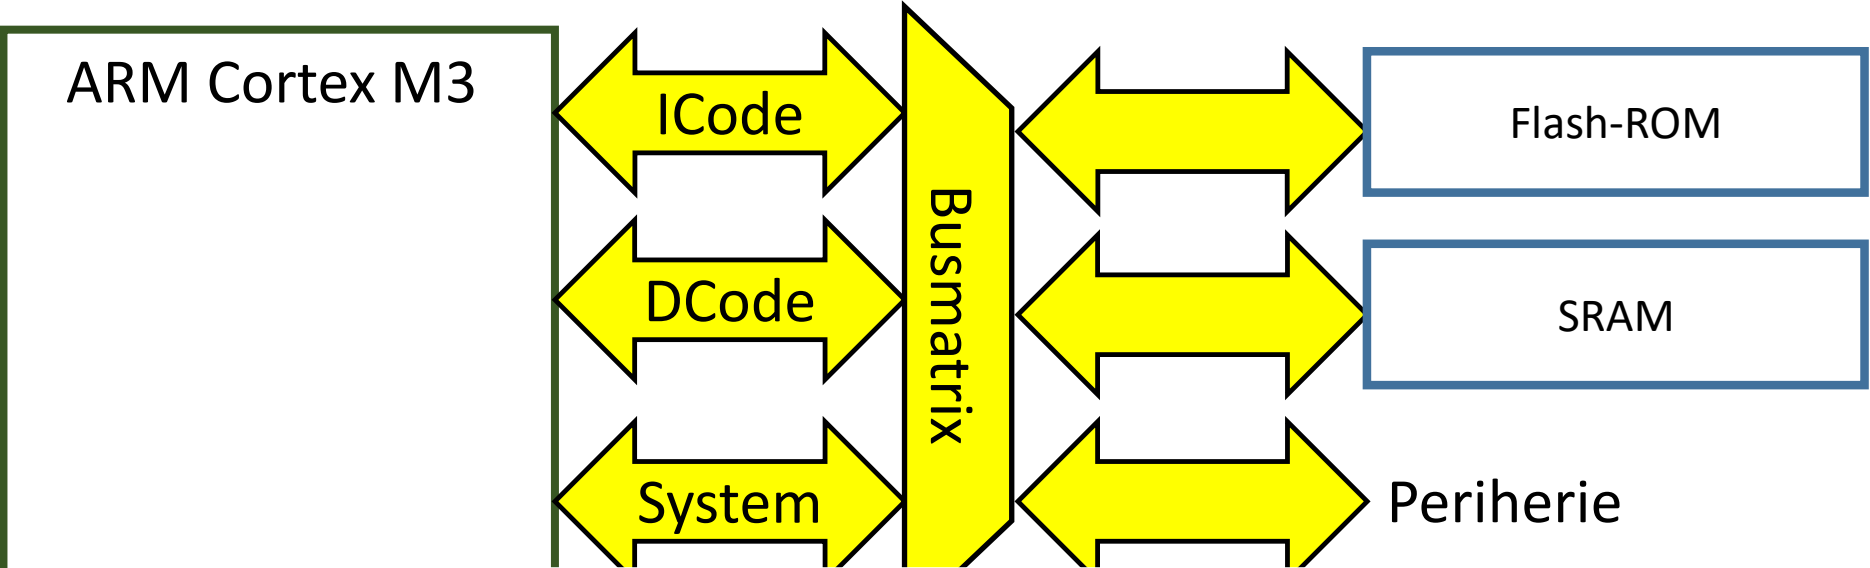 ARM Cortex M3
ICode
DCode
System
Busmatrix
Flash-ROM
SRAM
Periherie